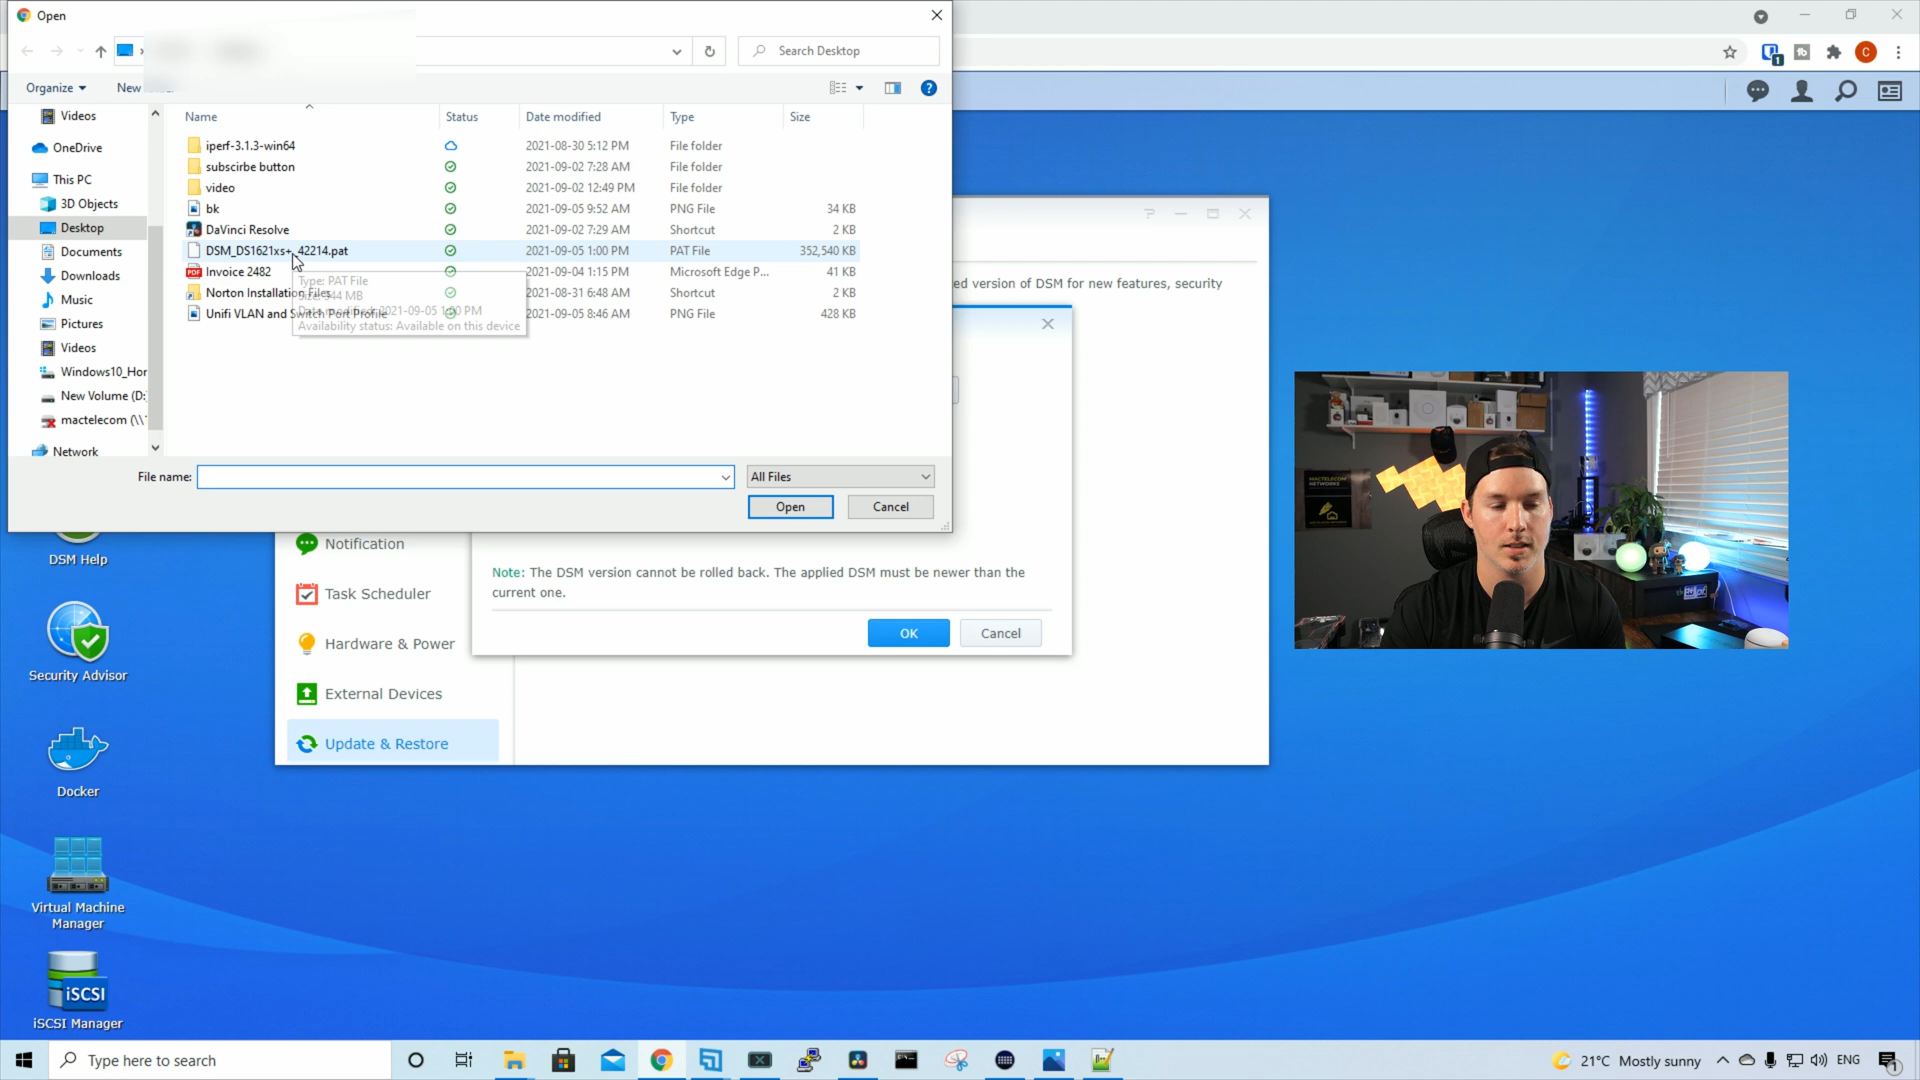 Open
Search Desktop
Organize
New
Name
Status
Date modified
Type
Size
Videos
OneDrive
This PC
3D Objects
Desktop
Documents
Downloads
Music
Pictures
Videos
Windows10_Hor
New Volume (D:
mactelecom (\\
Network
iperf-3.1.3-win64 2021-08-30 5:12 PM File folder
subscirbe button 2021-09-02 7:28 AM File folder
video 2021-09-02 12:49 PM File folder
bk 2021-09-05 9:52 AM PNG File 34 KB
DaVinci Resolve 2021-09-02 7:29 AM Shortcut 2 KB
DSM_DS1621xs+_42214.pat 2021-09-05 1:00 PM PAT File 352,540 KB
Invoice 2482 2021-09-04 1:15 PM Microsoft Edge P... 41 KB
Norton Installation Files 2021-08-31 6:48 AM Shortcut 2 KB
Unifi VLAN and Switch Port Profile 2021-09-05 8:46 AM PNG File 428 KB
Type: PAT File
Size: 344 MB
Date modified: 2021-09-05 1:00 PM
Availability status: Available on this device
File name:
All Files
Open
Cancel
ed version of DSM for new features, security
Note: The DSM version cannot be rolled back. The applied DSM must be newer than the
current one.
OK
Cancel
Notification
Task Scheduler
Hardware & Power
External Devices
Update & Restore
DSM Help
Security Advisor
Docker
Virtual Machine
Manager
iSCSI
iSCSI Manager
MACTELECOM
NETWORKS
Type here to search
21°C Mostly sunny
ENG